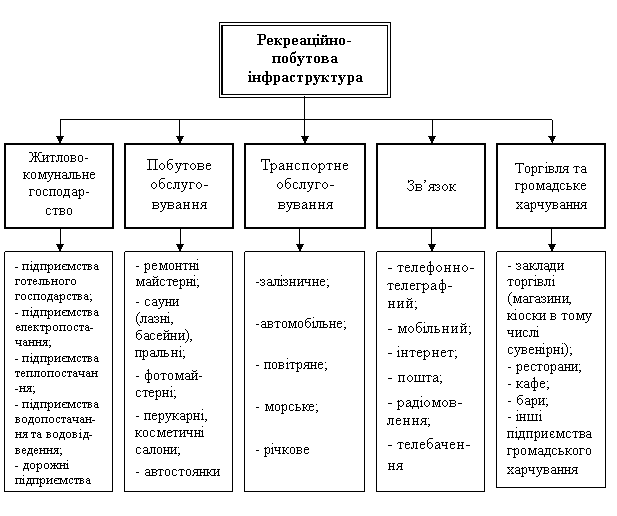 Рекреаційно-
побутова
інфраструктура
Житлово-
комунальне
господар-
ство
Побутове
обслуго-
вування
Транспортне
обслуго-
вування
Зв’язок
Торгівля та
громадське
харчування
- підприємства
готельного
господарства;
- підприємства
електропоста-
чання;
- підприємства
теплопостачан
-ня;
- підприємства
водопостачан-
ня та водовід-
ведення;
- дорожні
підприємства
- ремонтні
майстерні;
- сауни
(лазні,
басейни),
пральні;
- фотомай-
стерні;
- перукарні,
косметичні
салони;
- автостоянки
-залізничне;
-автомобільне;
- повітряне;
- морське;
- річкове
- телефонно-
телеграф-
ний;
- мобільний;
- інтернет;
- пошта;
- радіомов-
лення;
- телебачен-
ня
- заклади
торгівлі
(магазини,
кіоски в тому
числі
сувенірні);
- ресторани;
- кафе;
- бари;
- інші
підприємства
громадського
харчування